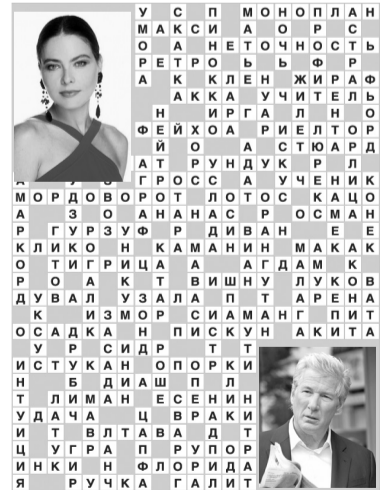 У С П МОНОПЛАН
МАКСИ А О Р С
О А НЕТОЧНОСТЬ
РЕТРО Ь Ь Ф Р
А К КЛЕН ЖИРАФ
АККА УЧИТЕЛЬ
Н ИРГА Л Н О
ФЕЙХОА РИЕЛТОР
Й О А СТЮАРД
АТ РУНДУК Р Л
ГРОСС А УЧЕНИК
МОРДОВОРОТ ЛОТОС КАЦО
А З О АНАНАС Р ОСМАН
Р ГУРЗУФ Р ДИВАН Е Е
КЛИКО Н КАМАНИН МАКАК
О ТИГРИЦА А АГДАМ К
Р О А К Т ВИШНУ ЛУКОВ
ДУВАЛ УЗАЛА П Т АРЕНА
К ИЗМОР СИАМАНГ ПИТ
ОСАДКА Н ПИСКУН АКИТА
У Р СИДР Т Т
ИСТУКАН ОПОРКИ
Н Б ДИАШ П Л
Т ЛИМАН ЕСЕНИН
УДАЧА Ц ВРАКИ
И Т ВЛТАВА Д Т
Ц УГРА П РУПОР
ИНКИ Н ФЛОРИДА
Я РУЧКА ГАЛИТ